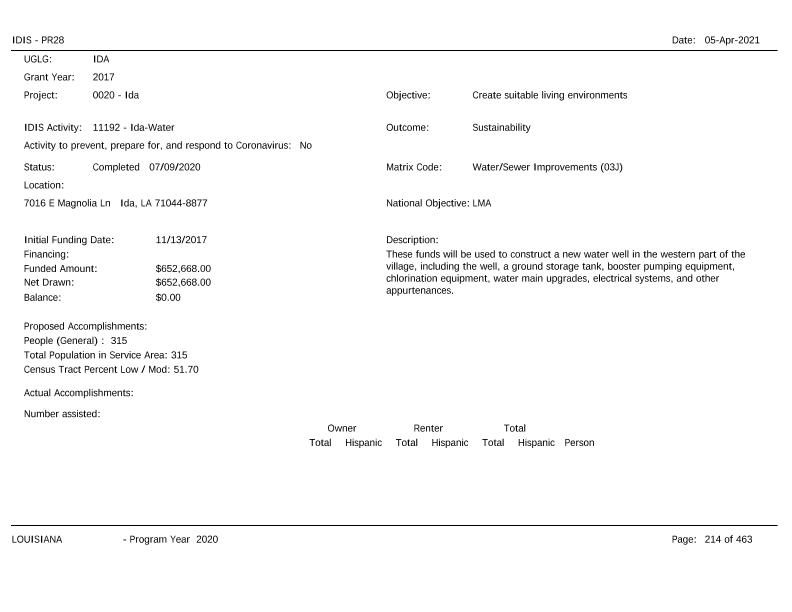 IDIS - PR28 Date: 05-Apr-2021
UGLG: IDA
Grant Year: 2017
Project: 0020 - Ida Objective: Create suitable living environments
IDIS Activity: 11192 - Ida-Water Outcome: Sustainability
Activity to prevent, prepare for, and respond to Coronavirus: No
Status: Completed 07/09/2020 Matrix Code: Water/Sewer Improvements (03J)
Location:
7016 E Magnolia Ln Ida, LA 71044-8877 National Objective: LMA
Initial Funding Date: 11/13/2017 Description:
Financing: These funds will be used to construct a new water well in the western part of the
Funded Amount: $652,668.00 village, including the well, a ground storage tank, booster pumping equipment,
Net Drawn: $652,668.00 chlorination equipment, water main upgrades, electrical systems, and other
Balance: $0.00 appurtenances.
Proposed Accomplishments:
People (General) : 315
Total Population in Service Area: 315
Census Tract Percent Low / Mod: 51.70
Actual Accomplishments:
Number assisted:
Owner Renter Total
Total Hispanic Total Hispanic Total Hispanic Person
LOUISIANA - Program Year 2020 Page: 214 of 463